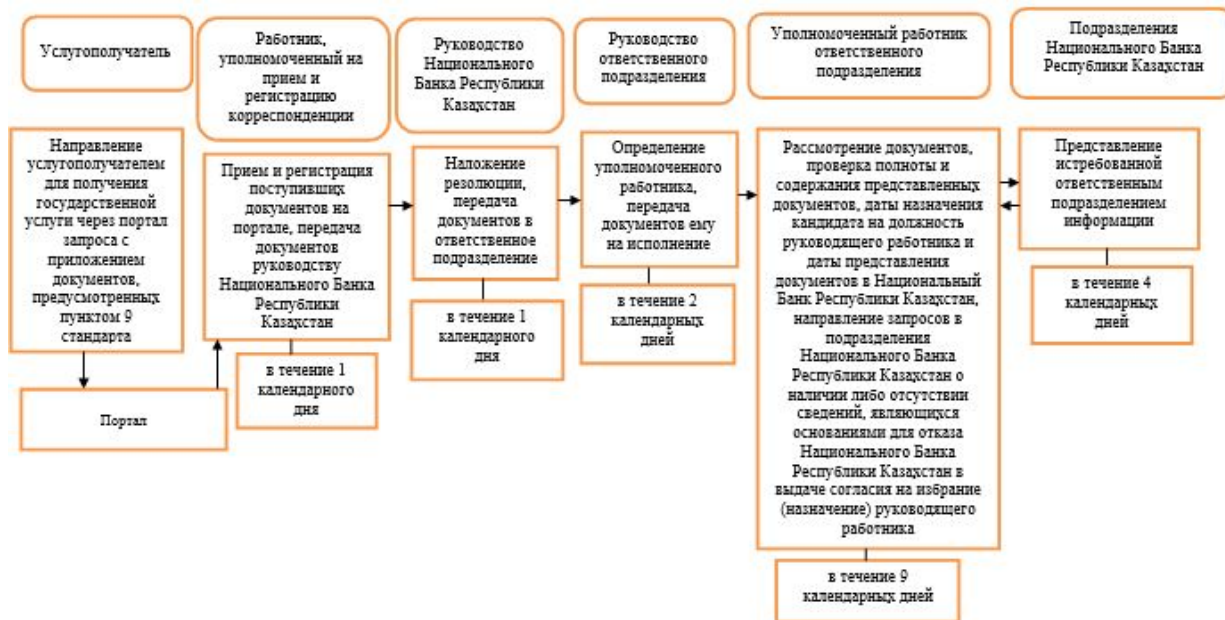 Услугополучатель
Работник,
уполномоченный на
прием и
регистрацию
корреспонденции
Руководство
Национального
Банка Республики
Казахстан
Руководство
ответственного
подразделения
Уполномоченный работник
ответственного
подразделения
Подразделения
Национального Банка
Республики Казахстан
Направление
услугополучателем
для получения
государственной
услуги через портал
запроса с
приложением
документов,
предусмотренных
пунктом 9
стандарта
Портал
Прием и регистрация
поступивших
документов на
портале, передача
документов
руководству
Национального Банка
Республики
Казахстан
в течение 1
календарного
дня
Наложение
резолюции,
передача
документов в
ответственное
подразделение
в течение 1
календарного
дня
Определение
уполномоченного
работника,
передача
документов ему
на исполнение
в течение 2
календарных
дней
Рассмотрение документов,
проверка полноты и
содержания представленных
документов, даты назначения
кандидата на должность
руководящего работника и
даты представления
документов в Национальный
Банк Республики Казахстан,
направление запросов в
подразделения
Национального Банка
Республики Казахстан о
наличии либо отсутствии
сведений, являющихся
основаниями для отказа
Национального Банка
Республики Казахстан в
выдаче согласия на избрание
(назначение) руководящего
работника
в течение 9
календарных дней
Представление
истребованной
ответственным
подразделением
информации
в течение 4
календарных
дней